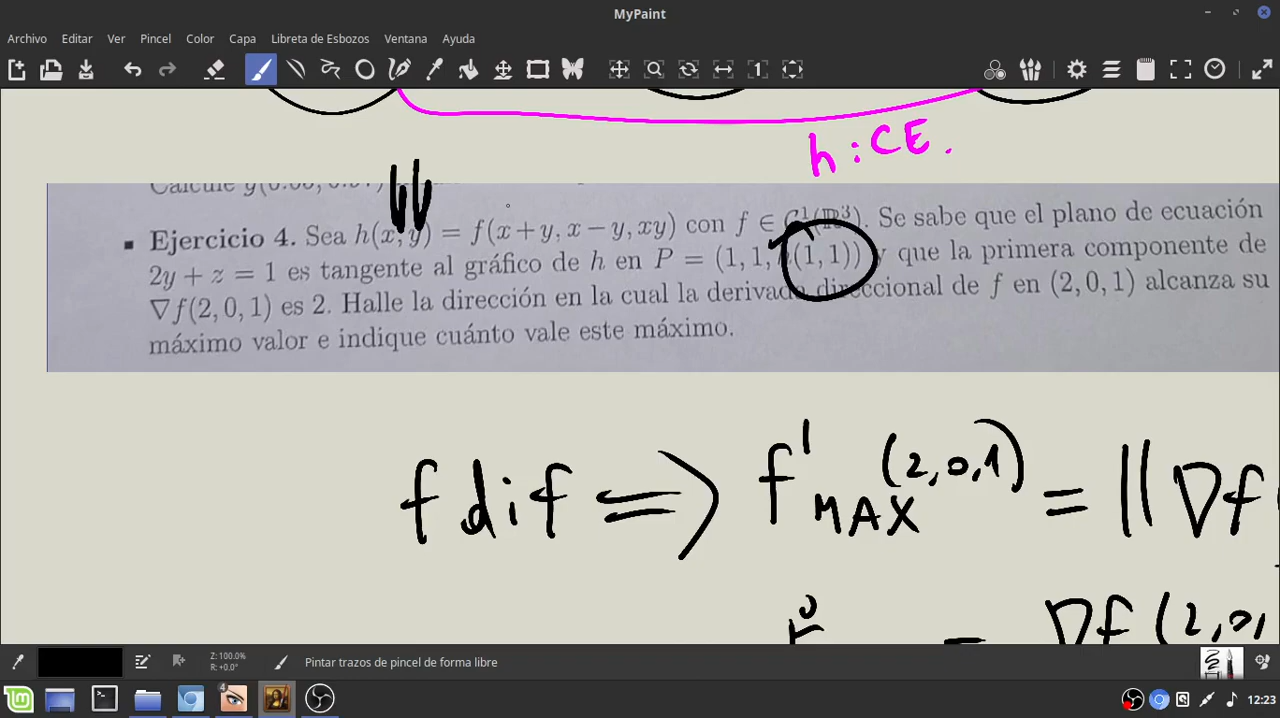 MyPaint
Archivo Editar Ver Pincel Color Capa Libreta de Esbozos Ventana Ayuda
h : CE.
▪ Ejercicio 4. Sea h(x, y) = f(x+y, x − y, xy) con f ∈ C¹(ℝ³). Se sabe que el plano de ecuación
2y + z = 1 es tangente al gráfico de h en P = (1, 1, (1, 1)) y que la primera componente de
∇f(2, 0, 1) es 2. Halle la dirección en la cual la derivada direccional de f en (2, 0, 1) alcanza su
máximo valor e indique cuánto vale este máximo.
f dif ⟹ f'MAX (2,0,1) = ||∇f
= ∇f (2,0,
Z: 100.0%
R: +0.0°
Pintar trazos de pincel de forma libre
4
12:23